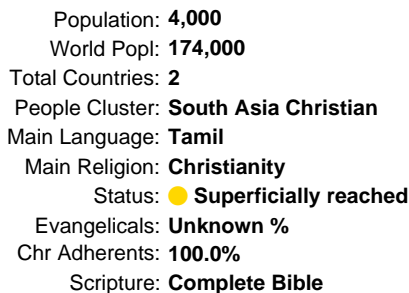 Population: 4,000
World Popl: 174,000
Total Countries: 2
People Cluster: South Asia Christian
Main Language: Tamil
Main Religion: Christianity
Status: Superficially reached
Evangelicals: Unknown %
Chr Adherents: 100.0%
Scripture: Complete Bible